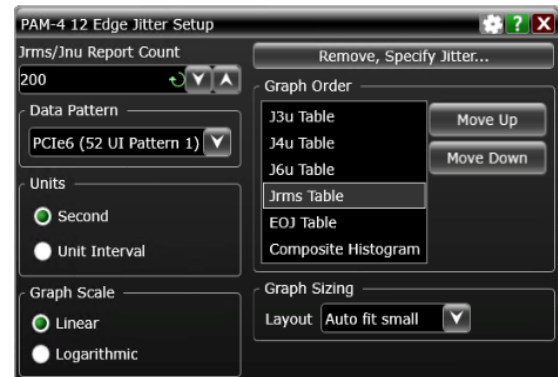 PAM-4 12 Edge Jitter Setup
?
X
Jrms/Jnu Report Count
200
Data Pattern
PCIe6 (52 UI Pattern 1)
Units
Second
Unit Interval
Graph Scale
Linear
Logarithmic
Remove, Specify Jitter...
Graph Order
J3u Table
J4u Table
J6u Table
Jrms Table
EOJ Table
Composite Histogram
Move Up
Move Down
Graph Sizing
Layout Auto fit small